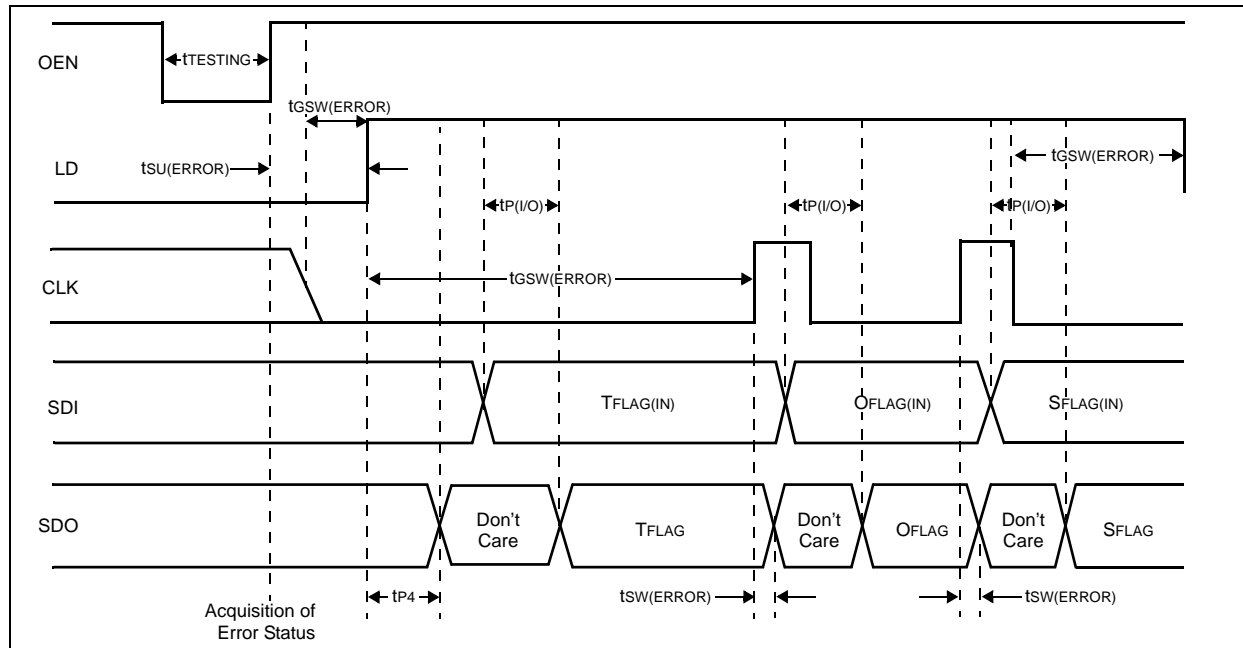 OEN
tTESTING
tGSW(ERROR)
LD
tSU(ERROR)
tGSW(ERROR)
tP(I/O)
tP(I/O)
tP(I/O)
CLK
tGSW(ERROR)
SDI
TFLAG(IN)
OFLAG(IN)
SFLAG(IN)
SDO
Don't
Care
TFLAG
Don't
Care
OFLAG
Don't
Care
SFLAG
tP4
tSW(ERROR)
tSW(ERROR)
Acquisition of
Error Status